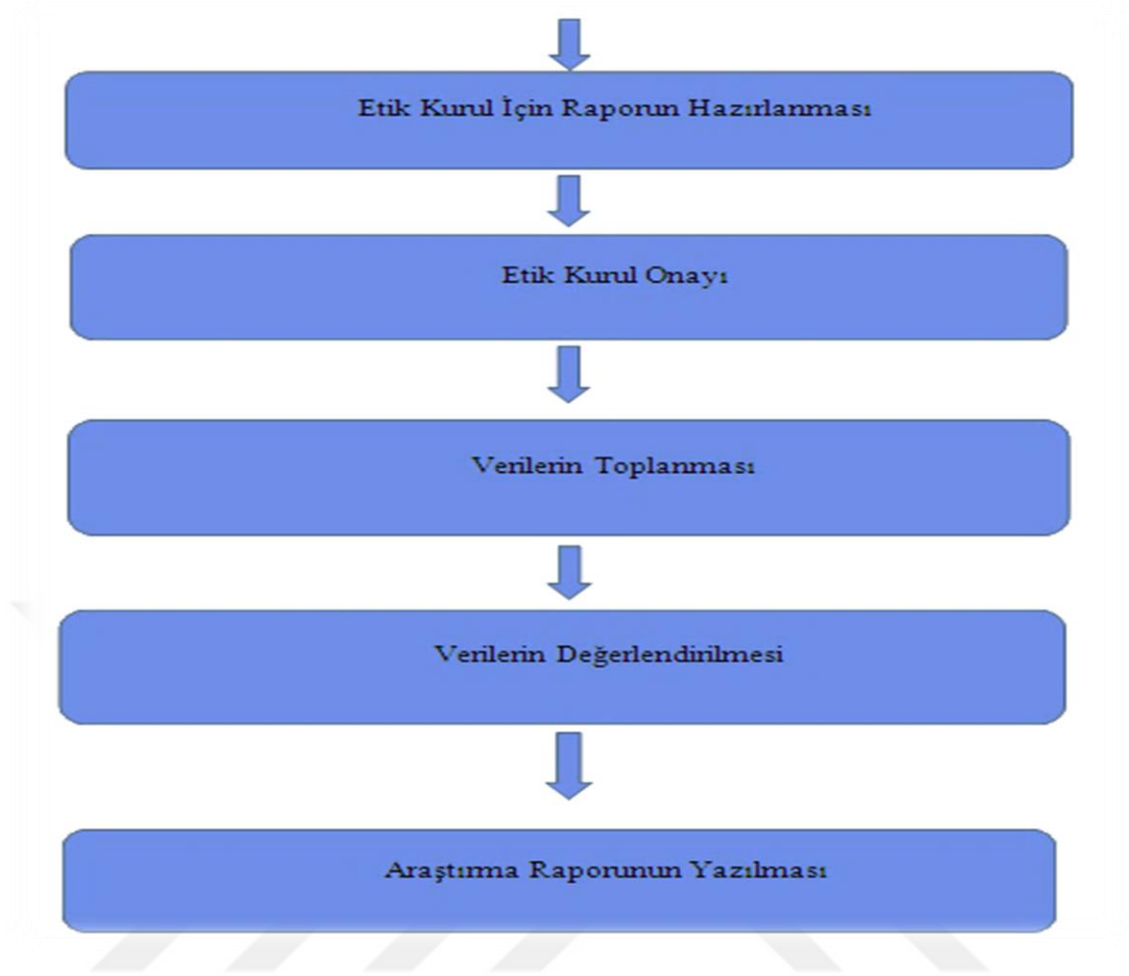 Etik Kurul İçin Raporun Hazırlanması
Etik Kurul Onayı
Verilerin Toplanması
Verilerin Değerlendirilmesi
Araştırma Raporunun Yazılması